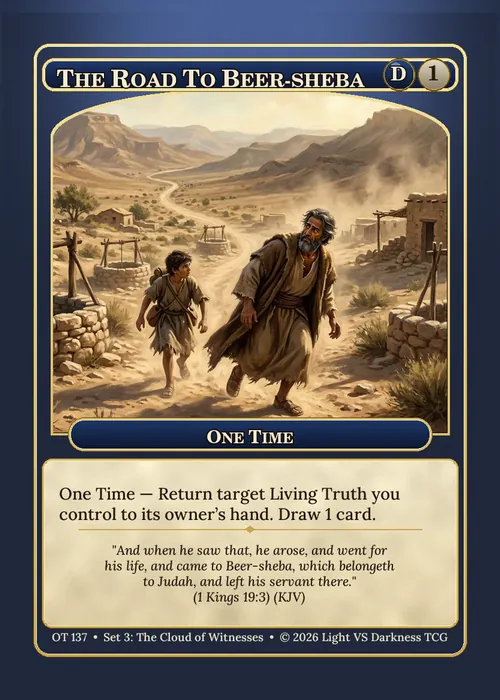 The Road To Beer-sheba D 1
One Time
One Time — Return target Living Truth you
control to its owner's hand. Draw 1 card.
"And when he saw that, he arose, and went for
his life, and came to Beer-sheba, which belongeth
to Judah, and left his servant there."
(1 Kings 19:3) (KJV)
OT 137 • Set 3: The Cloud of Witnesses • © 2026 Light VS Darkness TCG